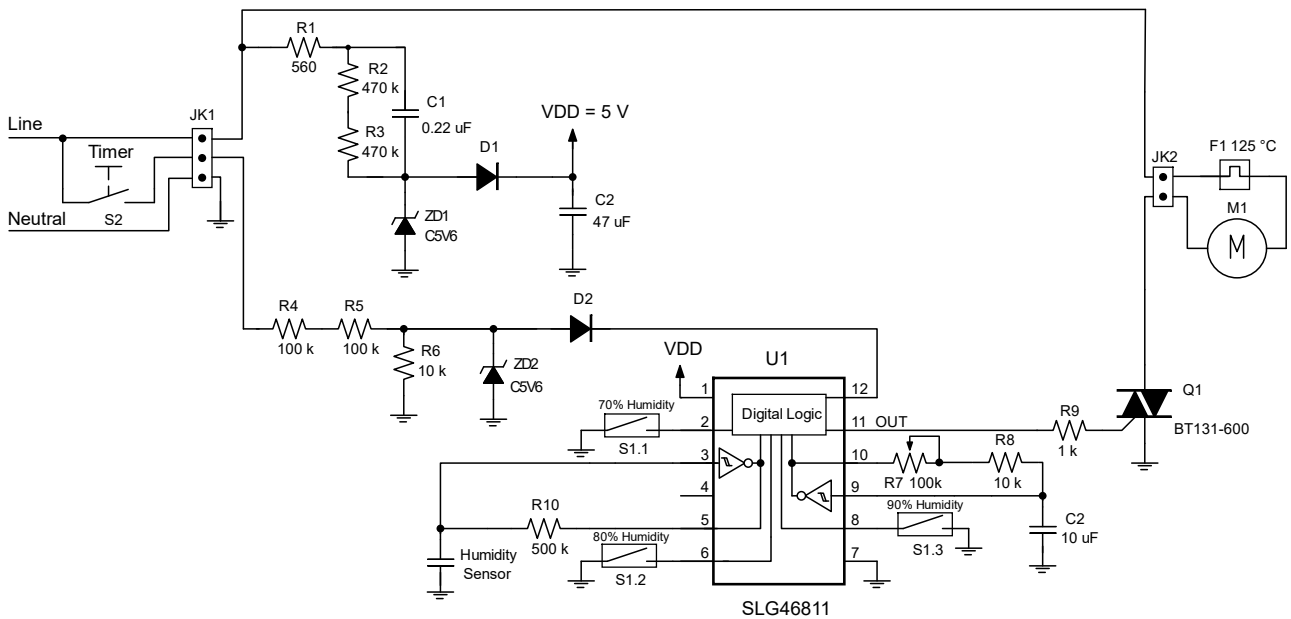 R1
560
R2
470 k
C1
0.22 uF
VDD = 5 V
JK1
Line
Timer
R3
470 k
D1
F1 125 °C
JK2
C2
47 uF
M1
M
S2
Neutral
ZD1
C5V6
R4
100 k
R5
100 k
D2
R6
10 k
ZD2
C5V6
VDD
U1
1
12
Q1
BT131-600
70% Humidity
S1.1
2
Digital Logic
11
OUT
R9
1 k
3
10
R7 100k
R8
10 k
4
9
R10
500 k
5
8
90% Humidity
S1.3
C2
10 uF
Humidity
Sensor
80% Humidity
S1.2
6
7
SLG46811